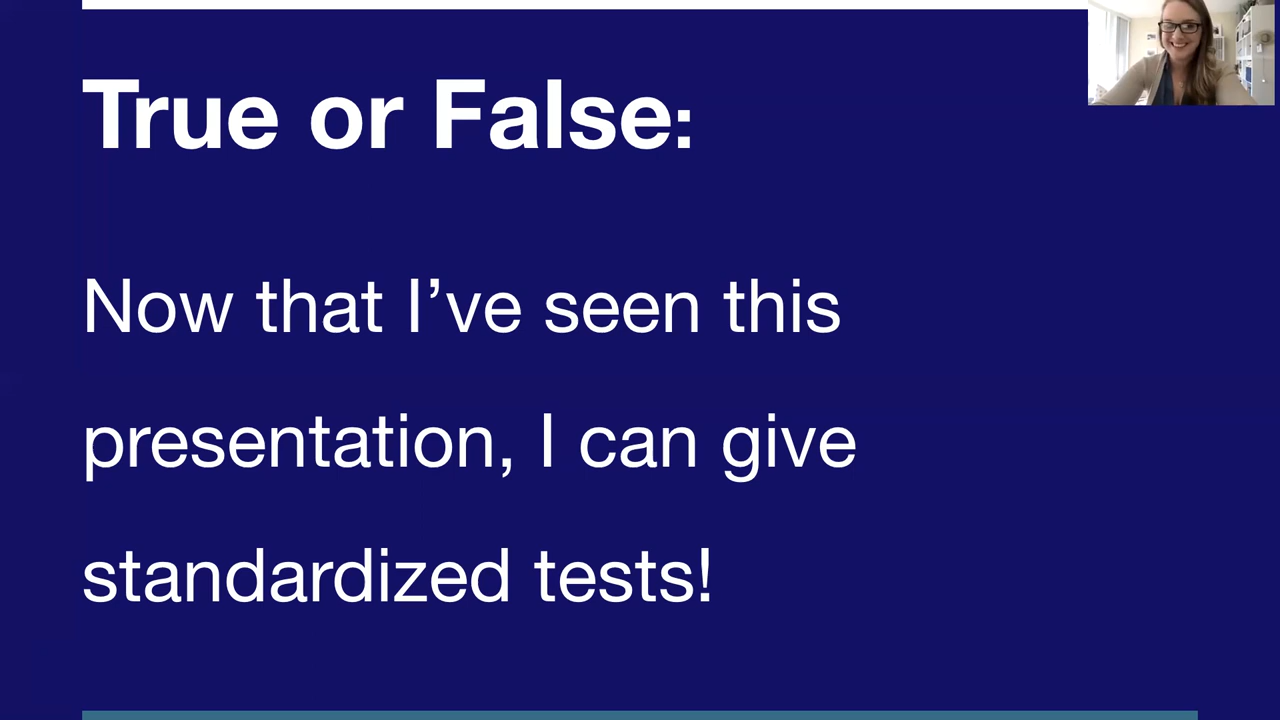 True or False:
Now that I’ve seen this
presentation, I can give
standardized tests!